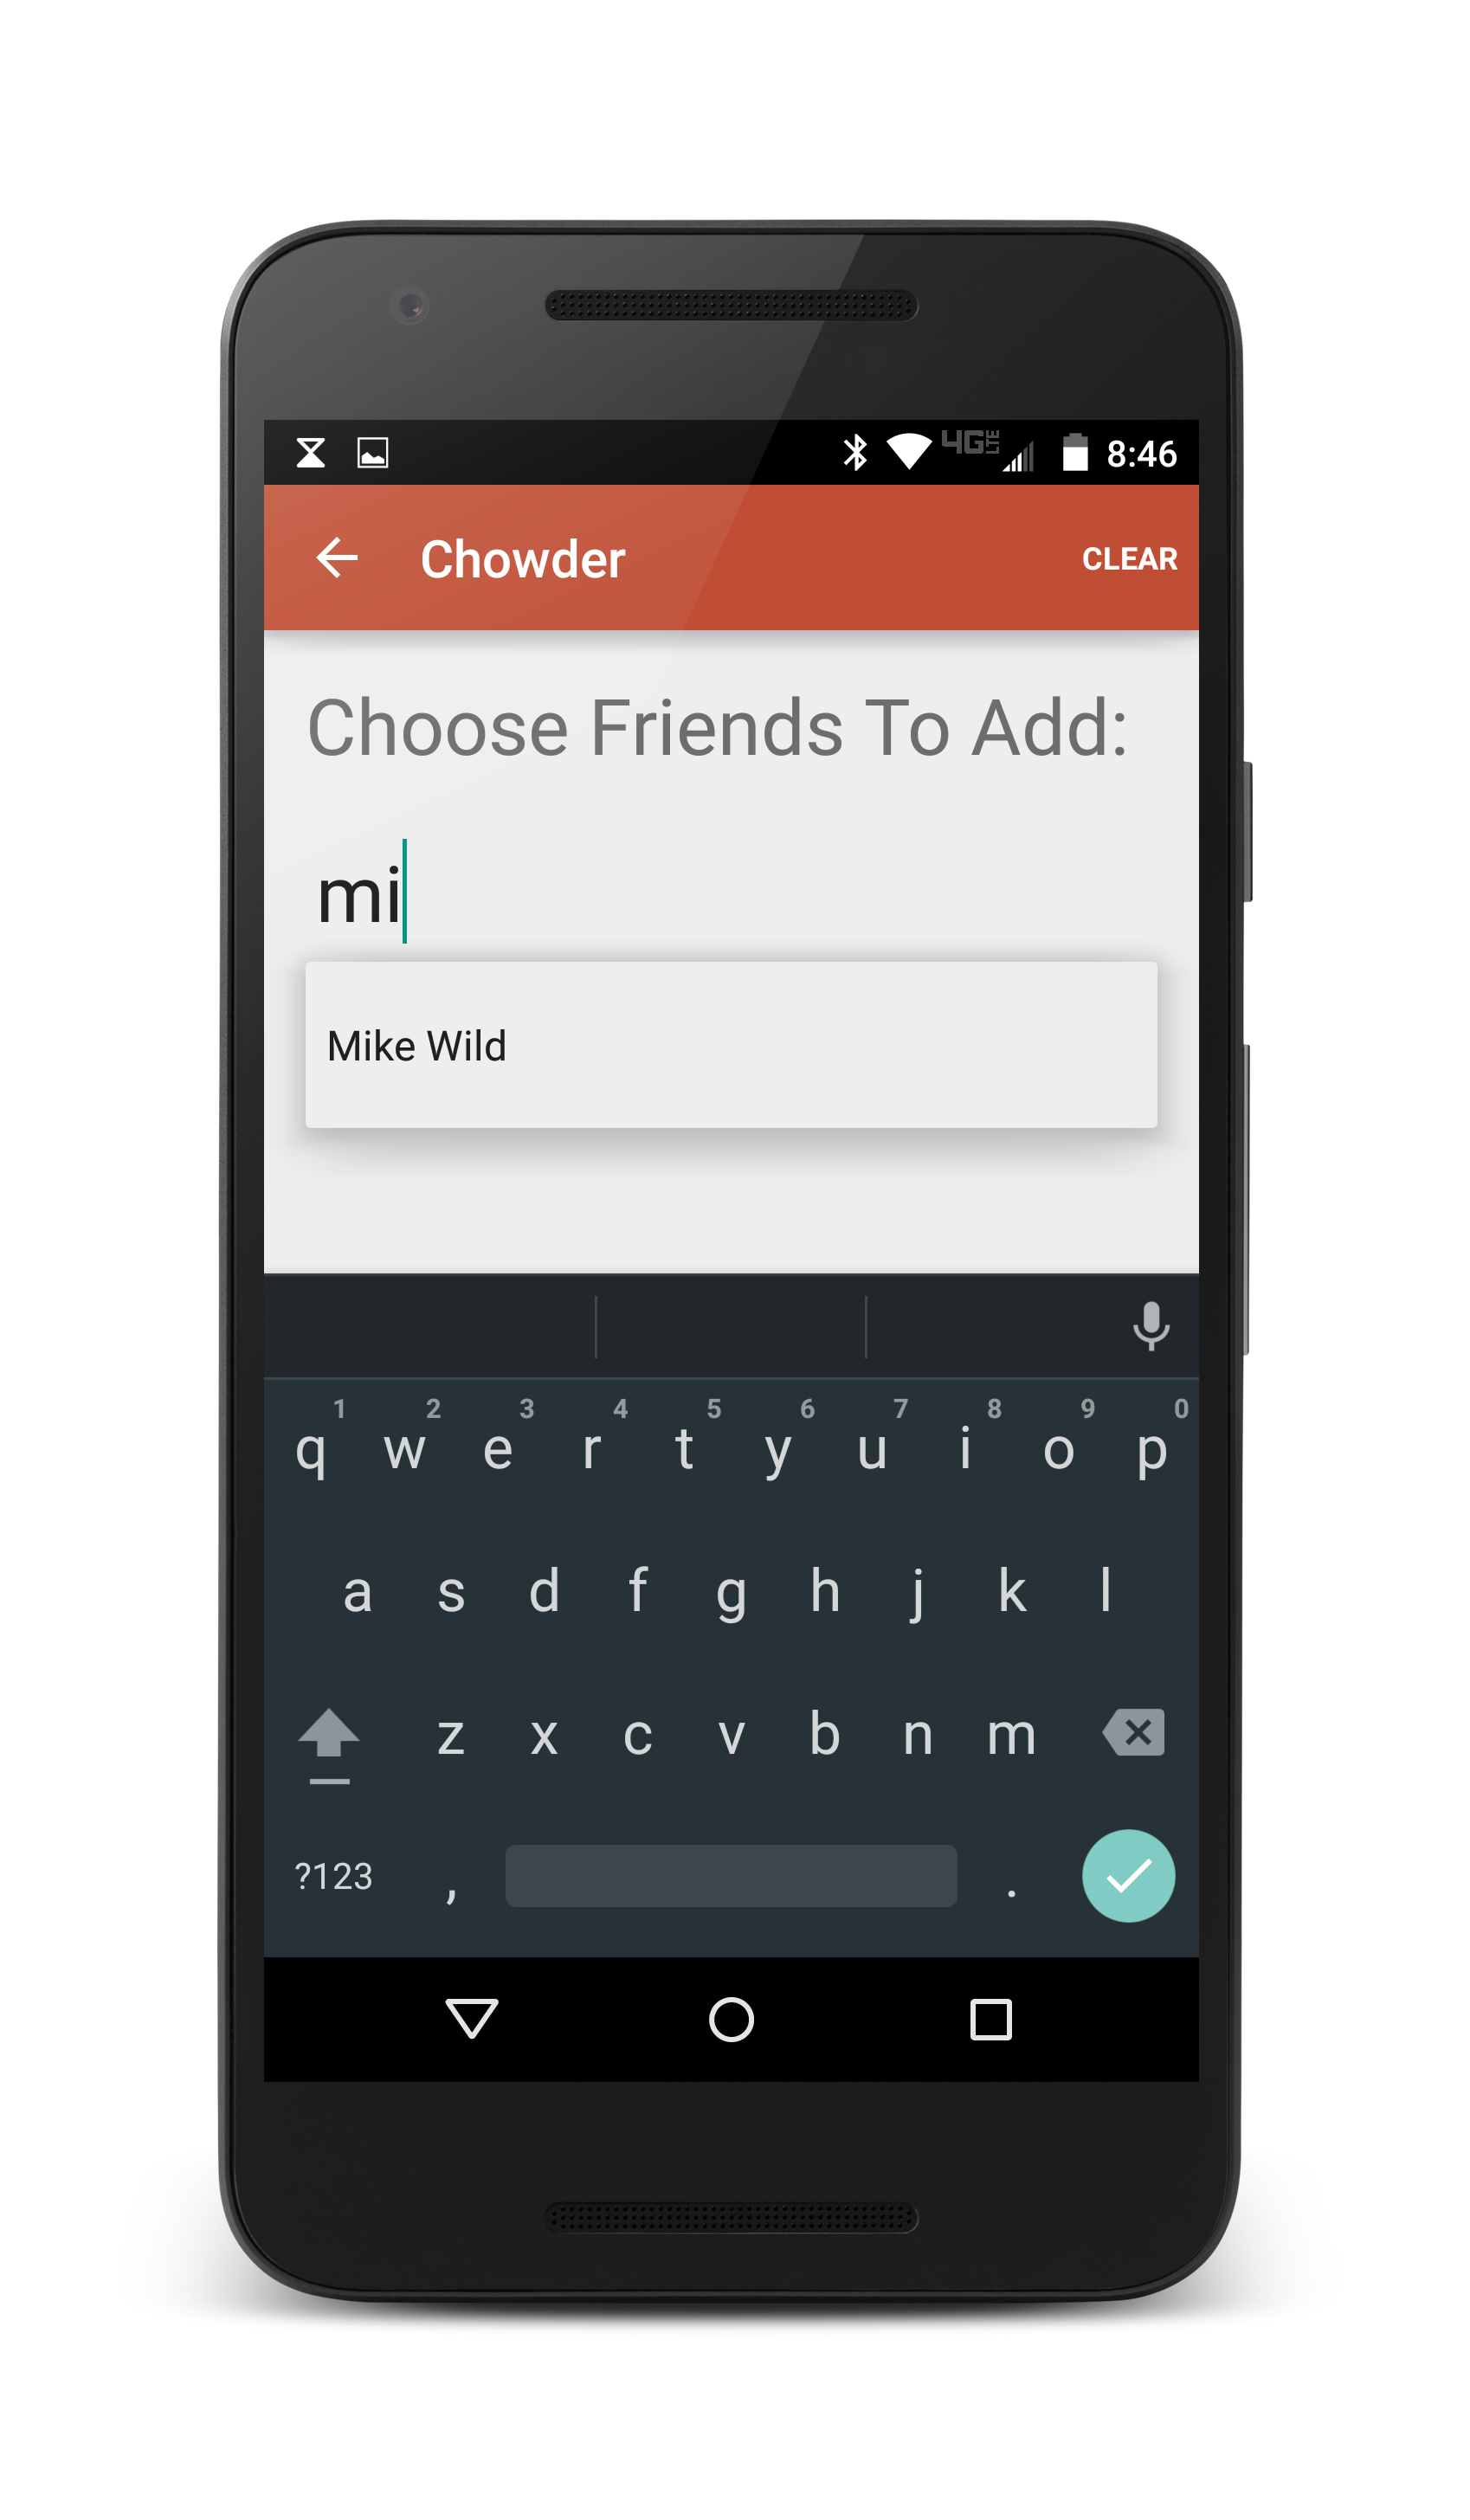 4G LTE 8:46
Chowder CLEAR
Choose Friends To Add:
mi
Mike Wild
1 2 3 4 5 6 7 8 9 0
q w e r t y u i o p
a s d f g h j k l
z x c v b n m
?123 , .